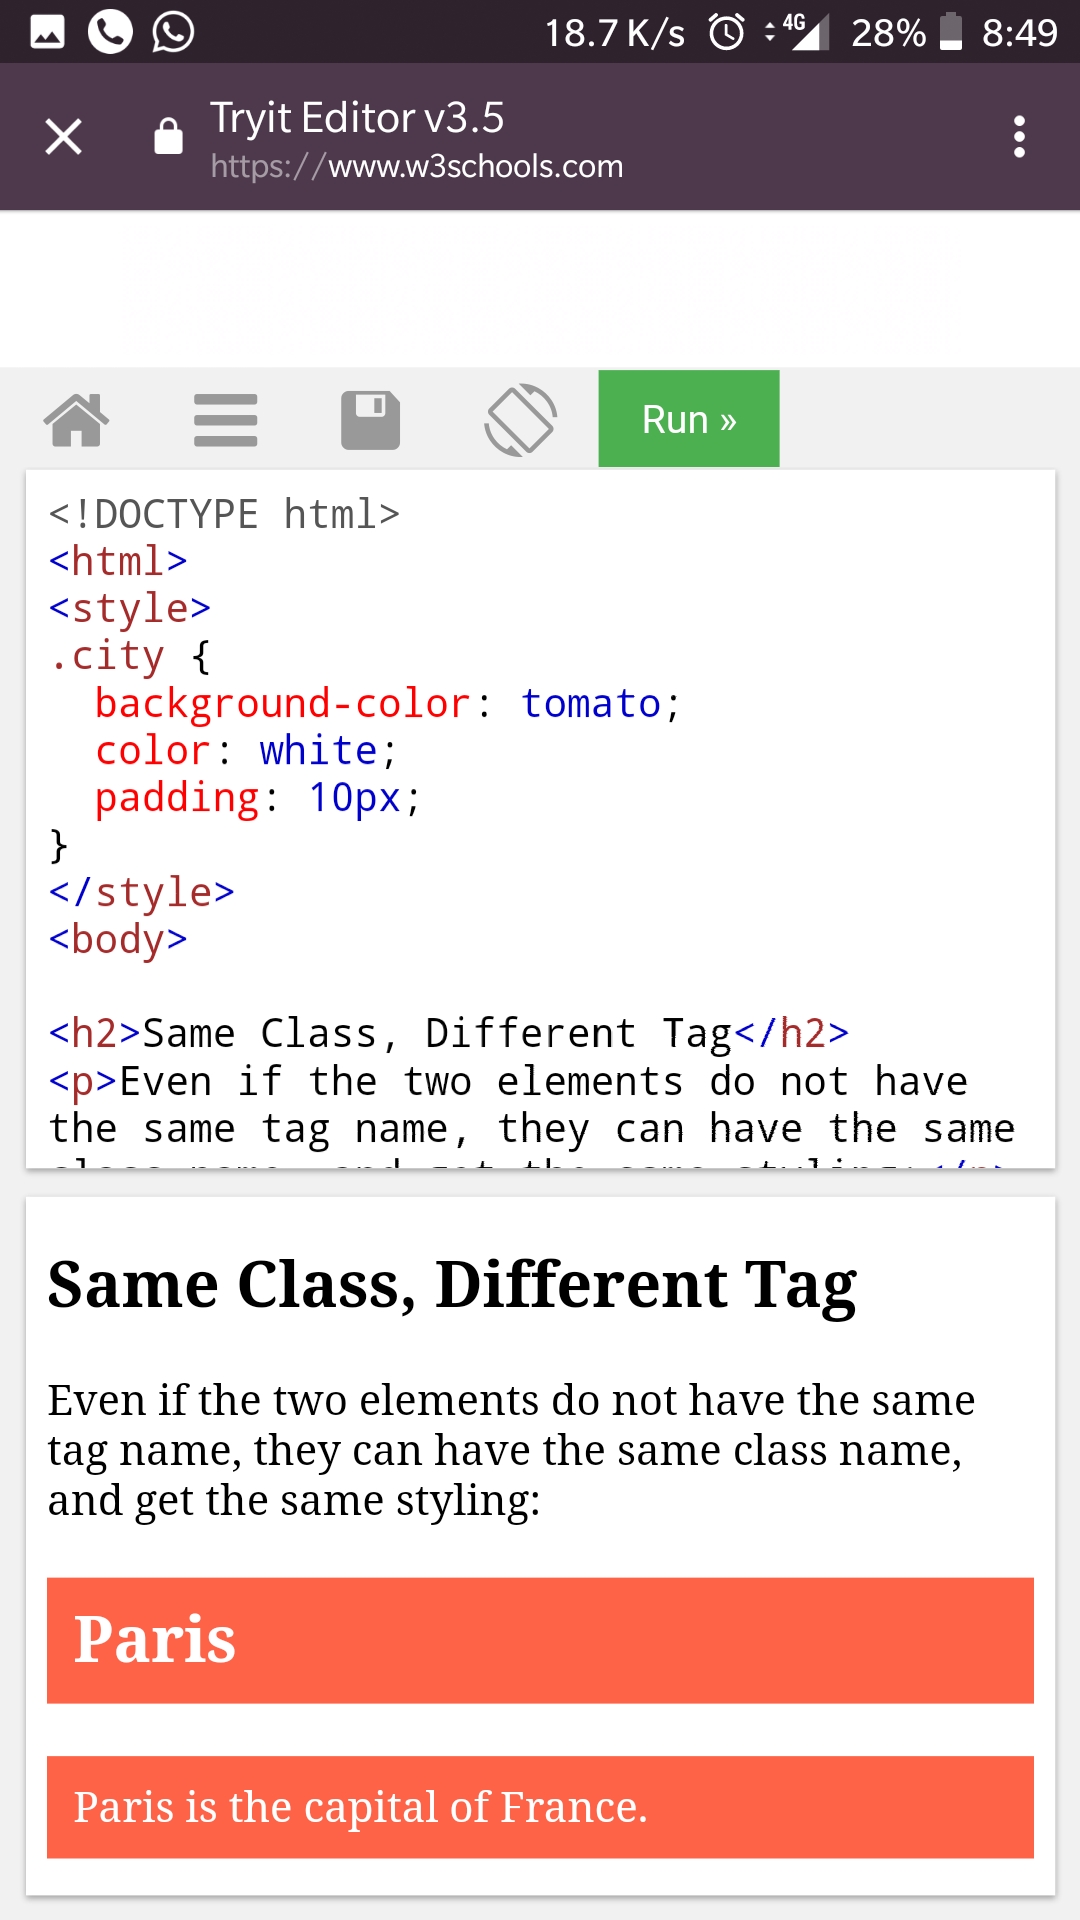 18.7 K/s 4G 28% 8:49
Tryit Editor v3.5
https://www.w3schools.com
Run »
<!DOCTYPE html>
<html>
<style>
.city {
  background-color: tomato;
  color: white;
  padding: 10px;
}
</style>
<body>

<h2>Same Class, Different Tag</h2>
<p>Even if the two elements do not have
the same tag name, they can have the same
Same Class, Different Tag
Even if the two elements do not have the same
tag name, they can have the same class name,
and get the same styling:
Paris
Paris is the capital of France.